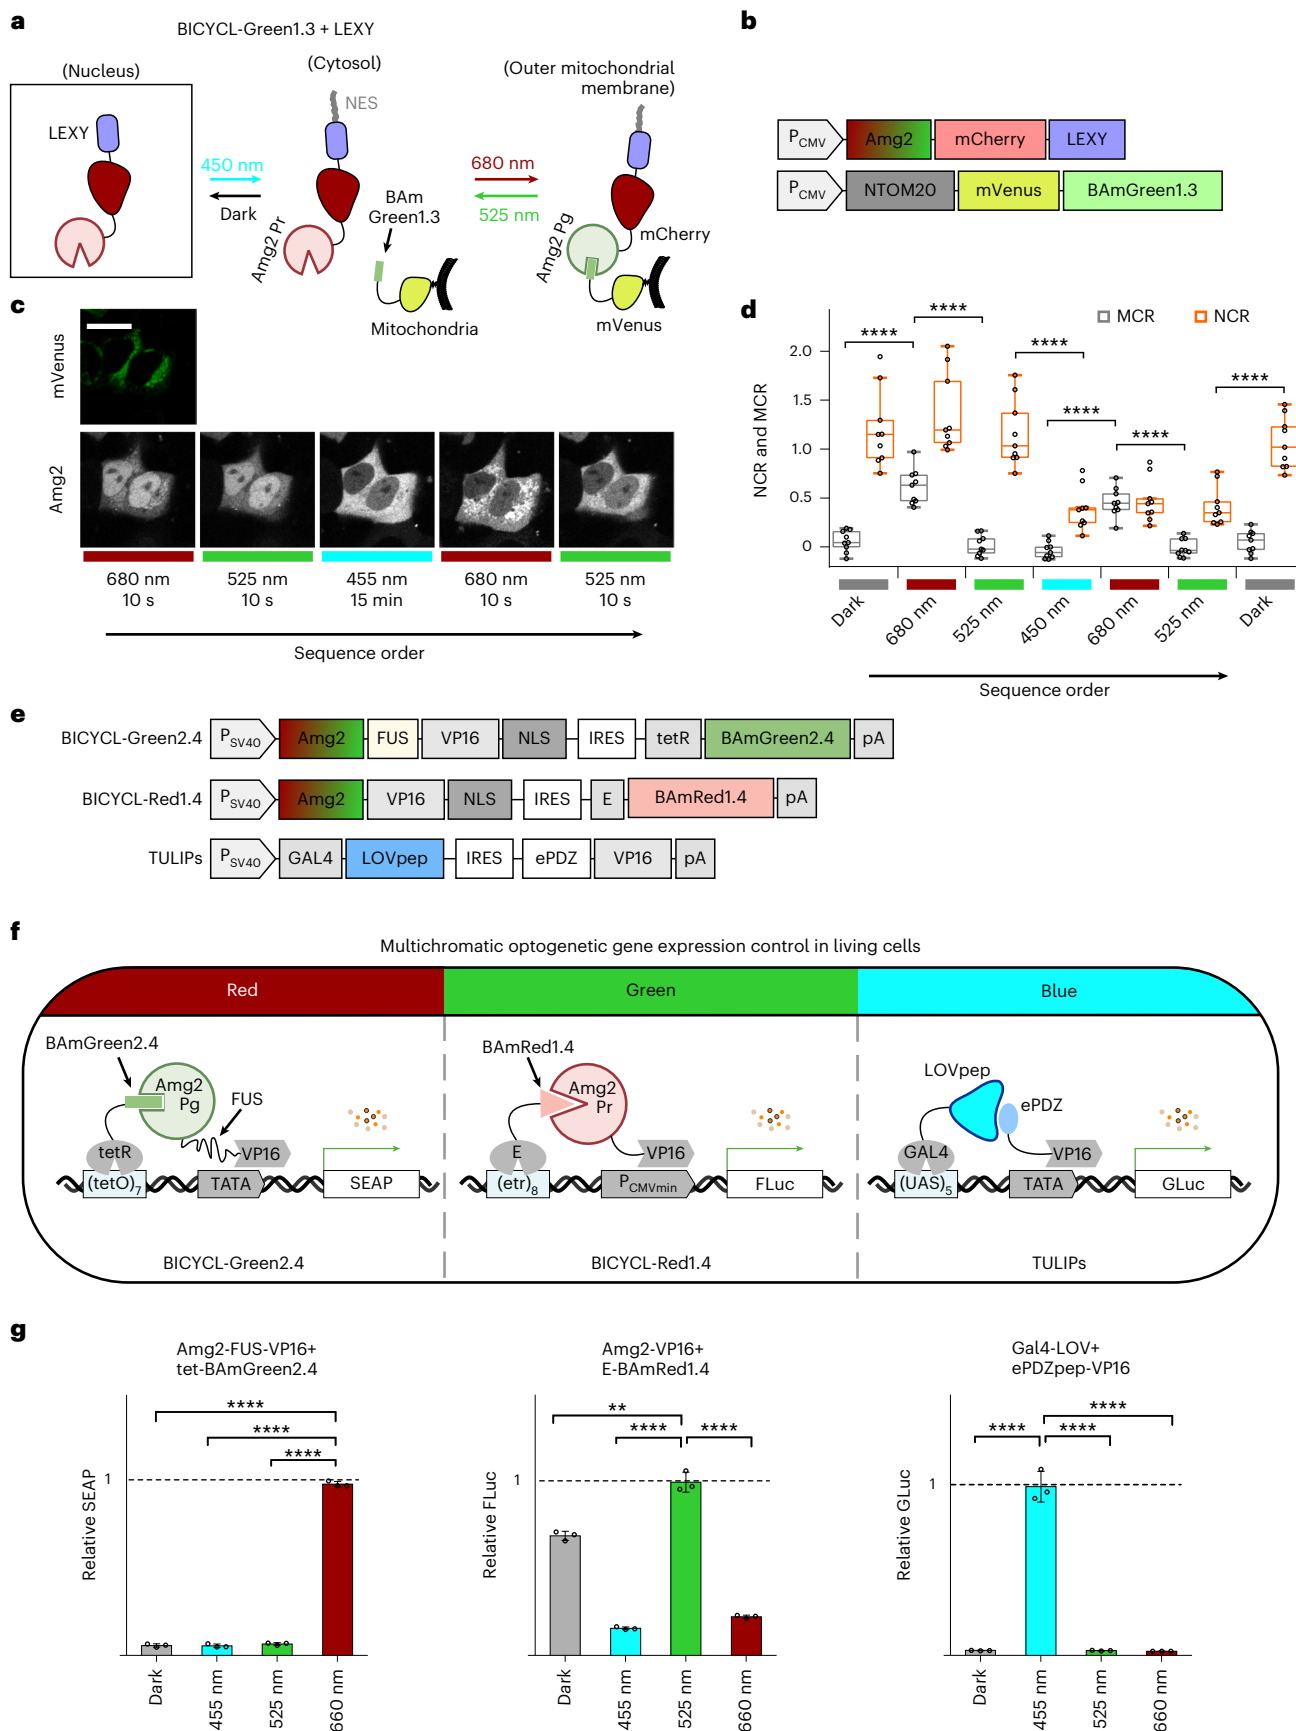 a
BICYCL-Green1.3 + LEXY
(Nucleus)
(Cytosol)
(Outer mitochondrial
membrane)
LEXY
NES
450 nm
Dark
680 nm
525 nm
BAm
Green1.3
Amg2 Pr
Amg2 Pg
mCherry
Mitochondria
mVenus
b
P_CMV Amg2 mCherry LEXY
P_CMV NTOM20 mVenus BAmGreen1.3
c
mVenus
Amg2
680 nm 525 nm 455 nm 680 nm 525 nm
10 s 10 s 15 min 10 s 10 s
Sequence order
d
MCR NCR
**** **** **** **** **** ****
NCR and MCR
2.0
1.5
1.0
0.5
0
Dark 680 nm 525 nm 450 nm 680 nm 525 nm Dark
Sequence order
e
BICYCL-Green2.4 P_SV40 Amg2 FUS VP16 NLS IRES tetR BAmGreen2.4 pA
BICYCL-Red1.4 P_SV40 Amg2 VP16 NLS IRES E BAmRed1.4 pA
TULIPs P_SV40 GAL4 LOVpep IRES ePDZ VP16 pA
f
Multichromatic optogenetic gene expression control in living cells
Red Green Blue
BAmGreen2.4
Amg2
Pg
FUS
tetR
VP16
(tetO)₇ TATA SEAP
BICYCL-Green2.4
BAmRed1.4
Amg2
Pr
E
VP16
(etr)₈ P_CMVmin FLuc
BICYCL-Red1.4
LOVpep
ePDZ
GAL4
VP16
(UAS)₅ TATA GLuc
TULIPs
g
Amg2-FUS-VP16+
tet-BAmGreen2.4
****
****
****
1
Relative SEAP
Dark 455 nm 525 nm 660 nm
Amg2-VP16+
E-BAmRed1.4
**
**** ****
1
Relative FLuc
Dark 455 nm 525 nm 660 nm
Gal4-LOV+
ePDZpep-VP16
****
**** ****
1
Relative GLuc
Dark 455 nm 525 nm 660 nm